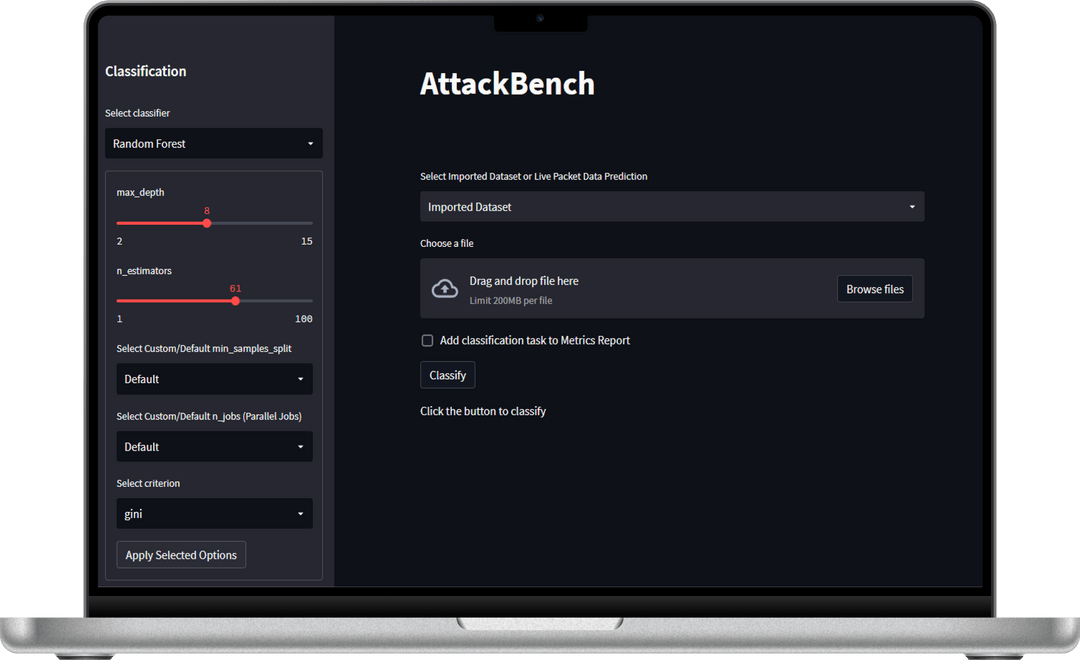 Classification
Select classifier
Random Forest
max_depth
8
2 15
n_estimators
61
1 100
Select Custom/Default min_samples_split
Default
Select Custom/Default n_jobs (Parallel Jobs)
Default
Select criterion
gini
Apply Selected Options
AttackBench
Select Imported Dataset or Live Packet Data Prediction
Imported Dataset
Choose a file
Drag and drop file here
Limit 200MB per file
Browse files
Add classification task to Metrics Report
Classify
Click the button to classify